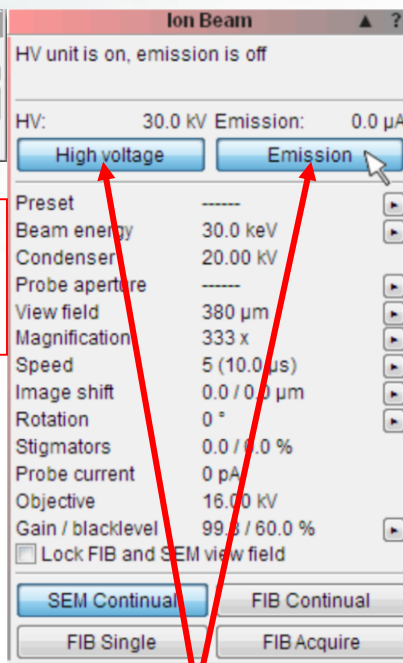 Ion Beam ▲ ?
HV unit is on, emission is off
HV: 30.0 kV Emission: 0.0 µA
High voltage Emission
Preset ------
Beam energy 30.0 keV
Condenser 20.00 kV
Probe aperture ------
View field 380 µm
Magnification 333 x
Speed 5 (10.0 µs)
Image shift 0.0 / 0.0 µm
Rotation 0 °
Stigmators 0.0 / 0.0 %
Probe current 0 pA
Objective 16.00 kV
Gain / blacklevel 99.8 / 60.0 %
Lock FIB and SEM view field
SEM Continual FIB Continual
FIB Single FIB Acquire